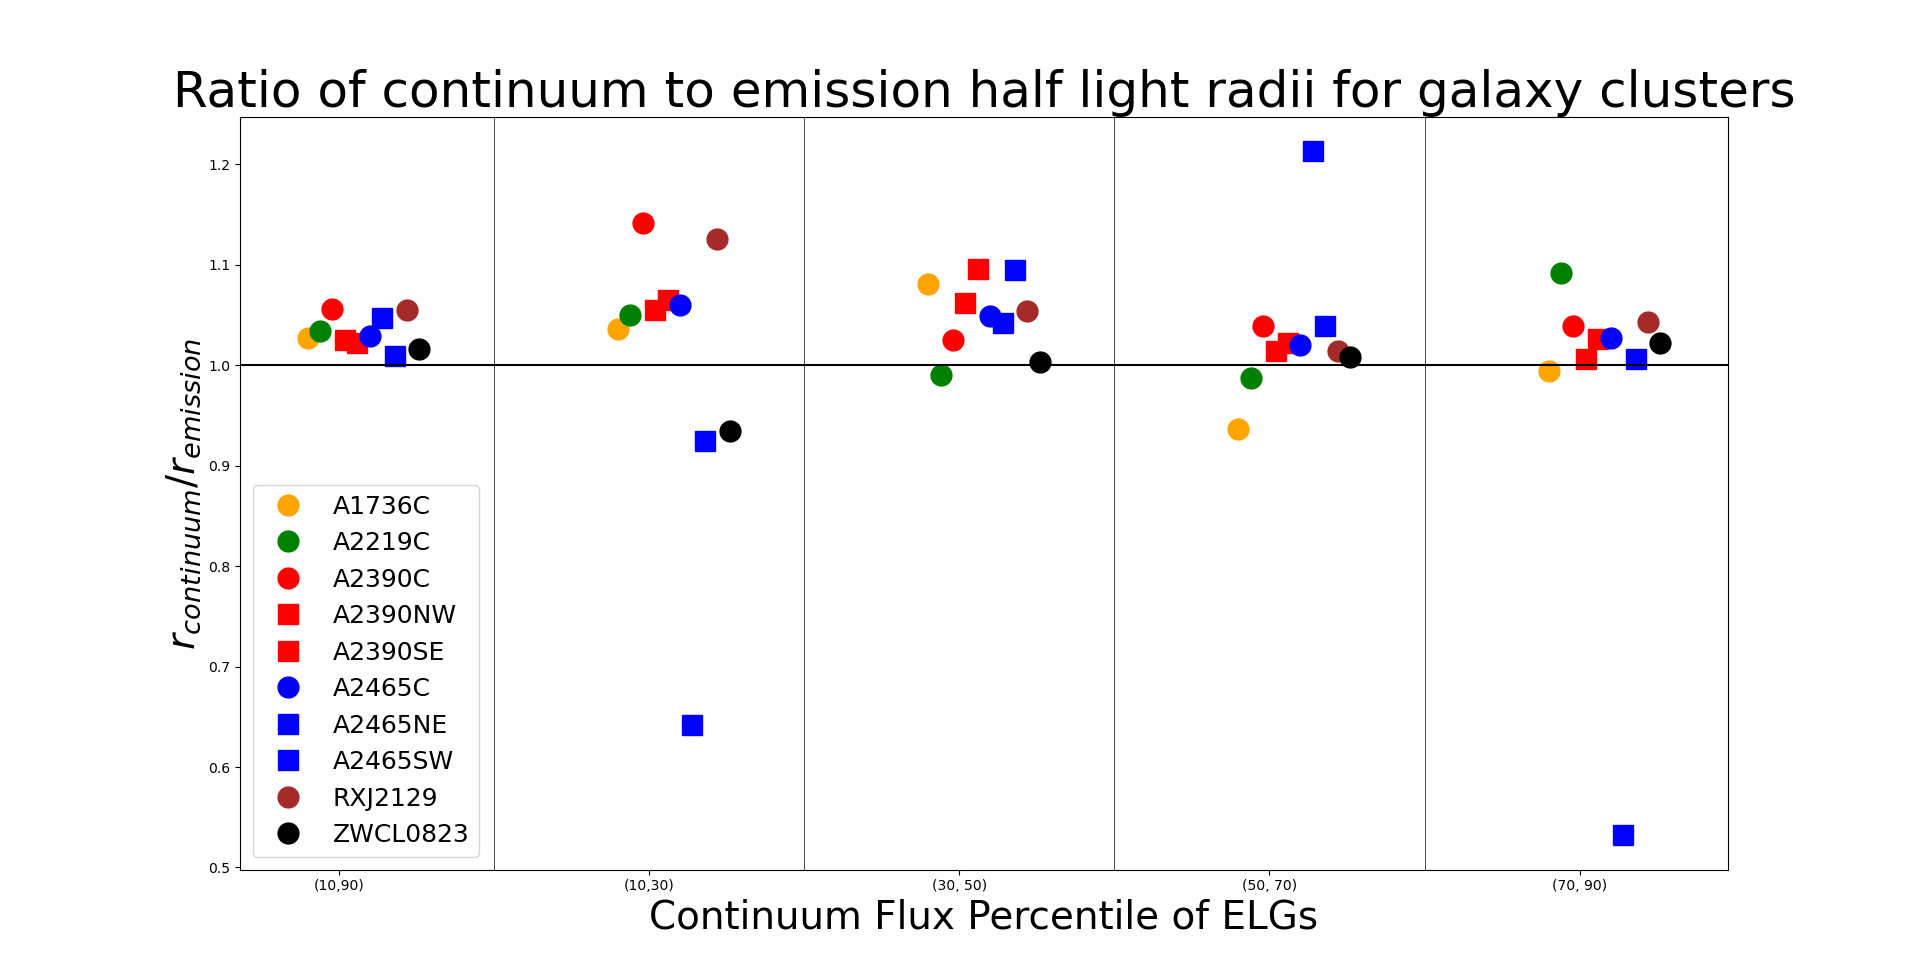 Ratio of continuum to emission half light radii for galaxy clusters
1.2
1.1
1.0
0.9
0.8
0.7
0.6
0.5
r_continuum/r_emission
A1736C
A2219C
A2390C
A2390NW
A2390SE
A2465C
A2465NE
A2465SW
RXJ2129
ZWCL0823
(10,90) (10,30) (30, 50) (50, 70) (70, 90)
Continuum Flux Percentile of ELGs